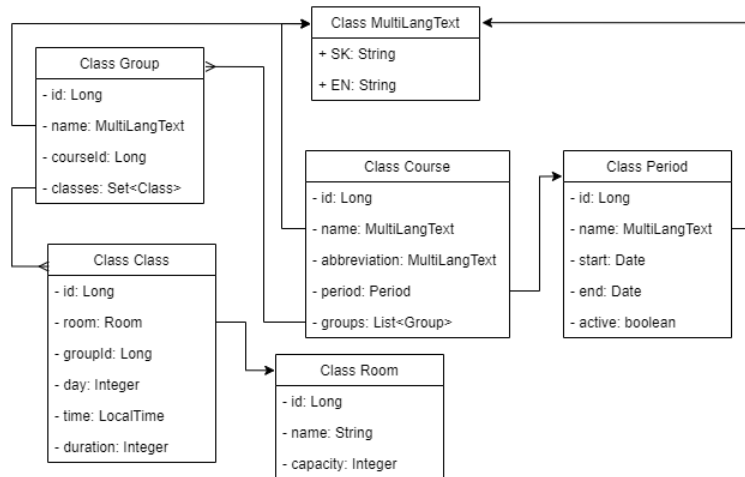 Class MultiLangText
+ SK: String
+ EN: String
Class Group
- id: Long
- name: MultiLangText
- courseId: Long
- classes: Set<Class>
Class Course
- id: Long
- name: MultiLangText
- abbreviation: MultiLangText
- period: Period
- groups: List<Group>
Class Period
- id: Long
- name: MultiLangText
- start: Date
- end: Date
- active: boolean
Class Class
- id: Long
- room: Room
- groupId: Long
- day: Integer
- time: LocalTime
- duration: Integer
Class Room
- id: Long
- name: String
- capacity: Integer